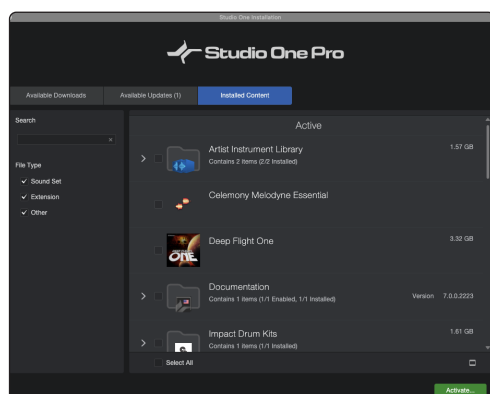 Studio One Installation
Studio One Pro
Available Downloads
Available Updates (1)
Installed Content
Search
File Type
Sound Set
Extension
Other
Active
Artist Instrument Library
1.57 GB
Contains 2 items (2/2 Installed)
Celemony Melodyne Essential
Deep Flight One
3.32 GB
ONE
Documentation
Contains 1 items (1/1 Enabled, 1/1 Installed)
Version 7.0.0.2223
Impact Drum Kits
1.61 GB
Contains 1 items (1/1 Installed)
Select All
Activate...